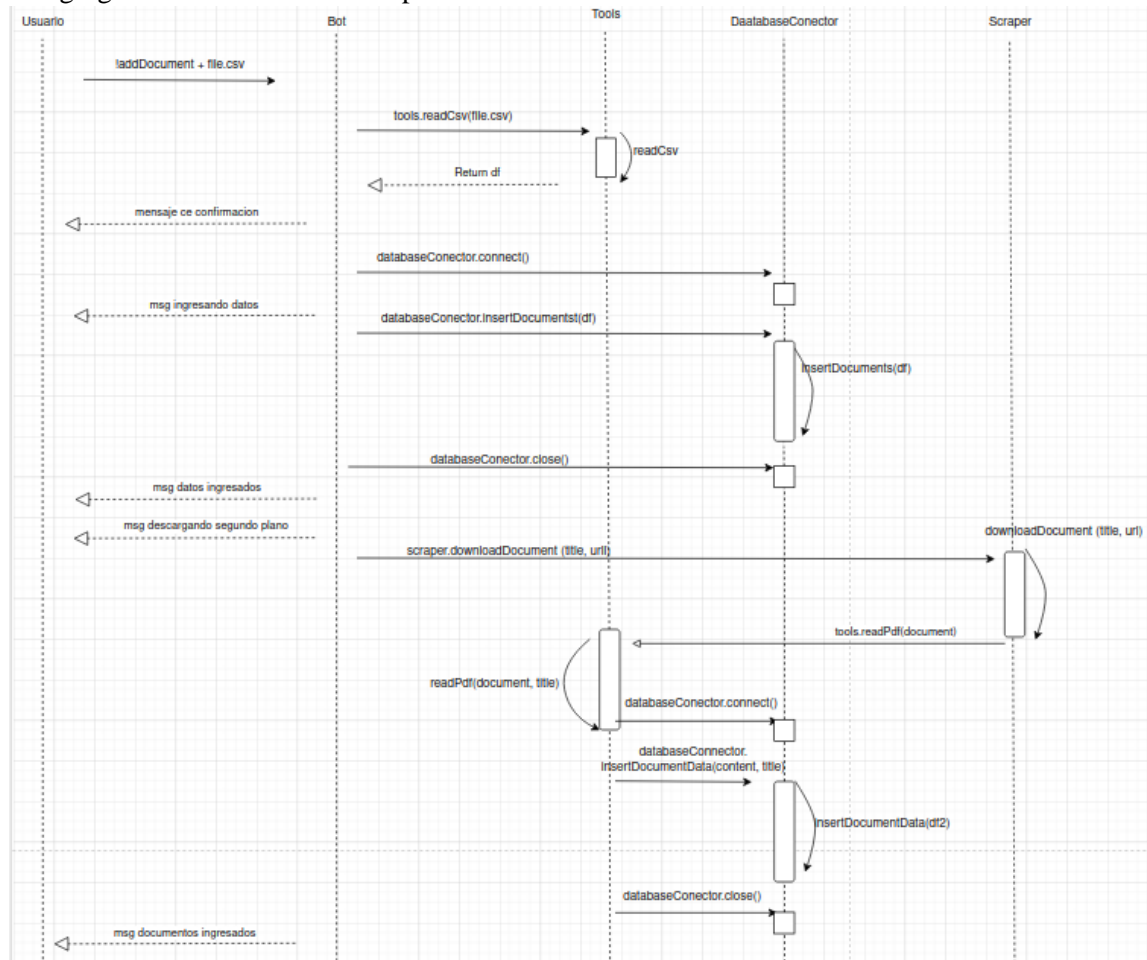 Usuario
Bot
Tools
DaatabaseConector
Scraper
!addDocument + file.csv
tools.readCsv(file.csv)
readCsv
Return df
mensaje ce confirmacion
databaseConector.connect()
msg ingresando datos
databaseConector.insertDocumentst(df)
insertDocuments(df)
databaseConector.close()
msg datos ingresados
msg descargando segundo plano
downloadDocument (title, url)
scraper.downloadDocument (title, url)
tools.readPdf(document)
readPdf(document, title)
databaseConector.connect()
databaseConnector.
insertDocumentData(content, title)
insertDocumentData(df2)
databaseConector.close()
msg documentos ingresados